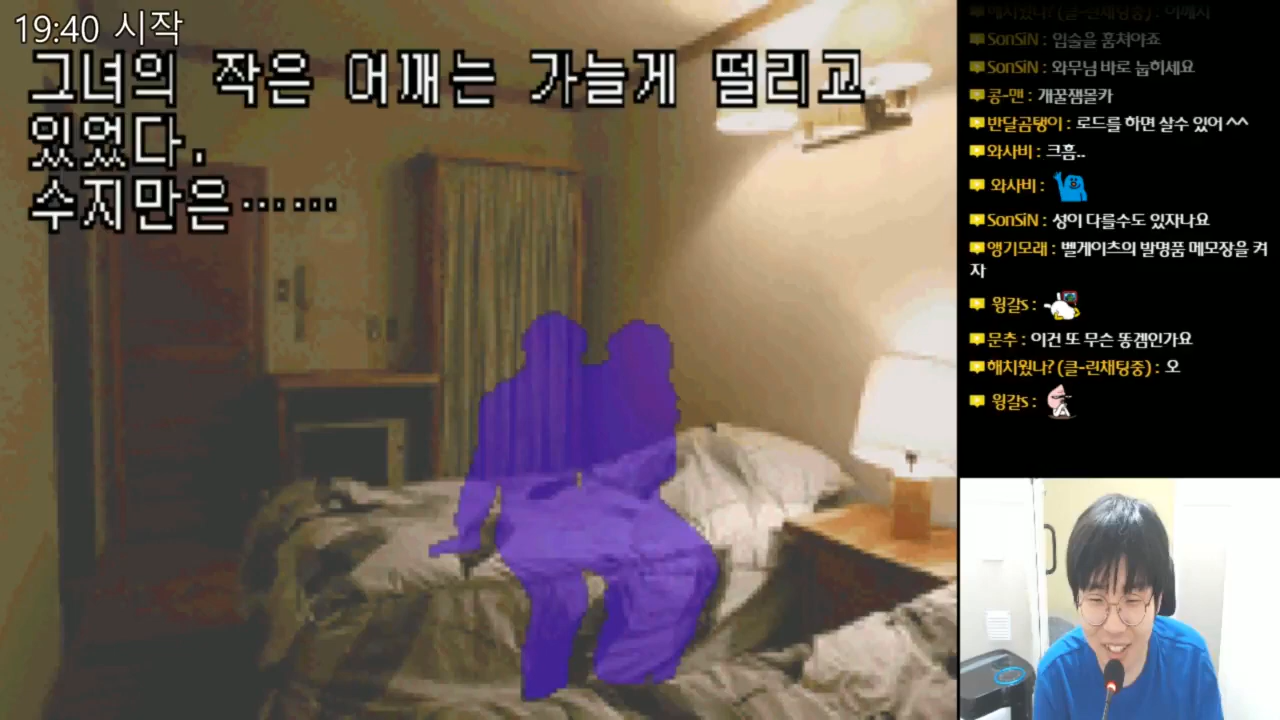 19:40 시작
그녀의 작은 어깨는 가늘게 떨리고
있었다.
수지만은……
SonSiN : 입술을 훔쳐야죠
SonSiN : 와무님 바로 눕히세요
콩-맨 : 개꿀잼몰카
반달곰탱이 : 로드를 하면 살수 있어 ^^
와사비 : 크흠..
와사비 :
SonSiN : 성이 다를수도 있자나요
앵기모래 : 벨게이츠의 발명품 메모장을 켜
자
윙갈s :
문추 : 이건 또 무슨 똥겜인가요
해치웠나? (클-린채팅중) : 오
윙갈s :